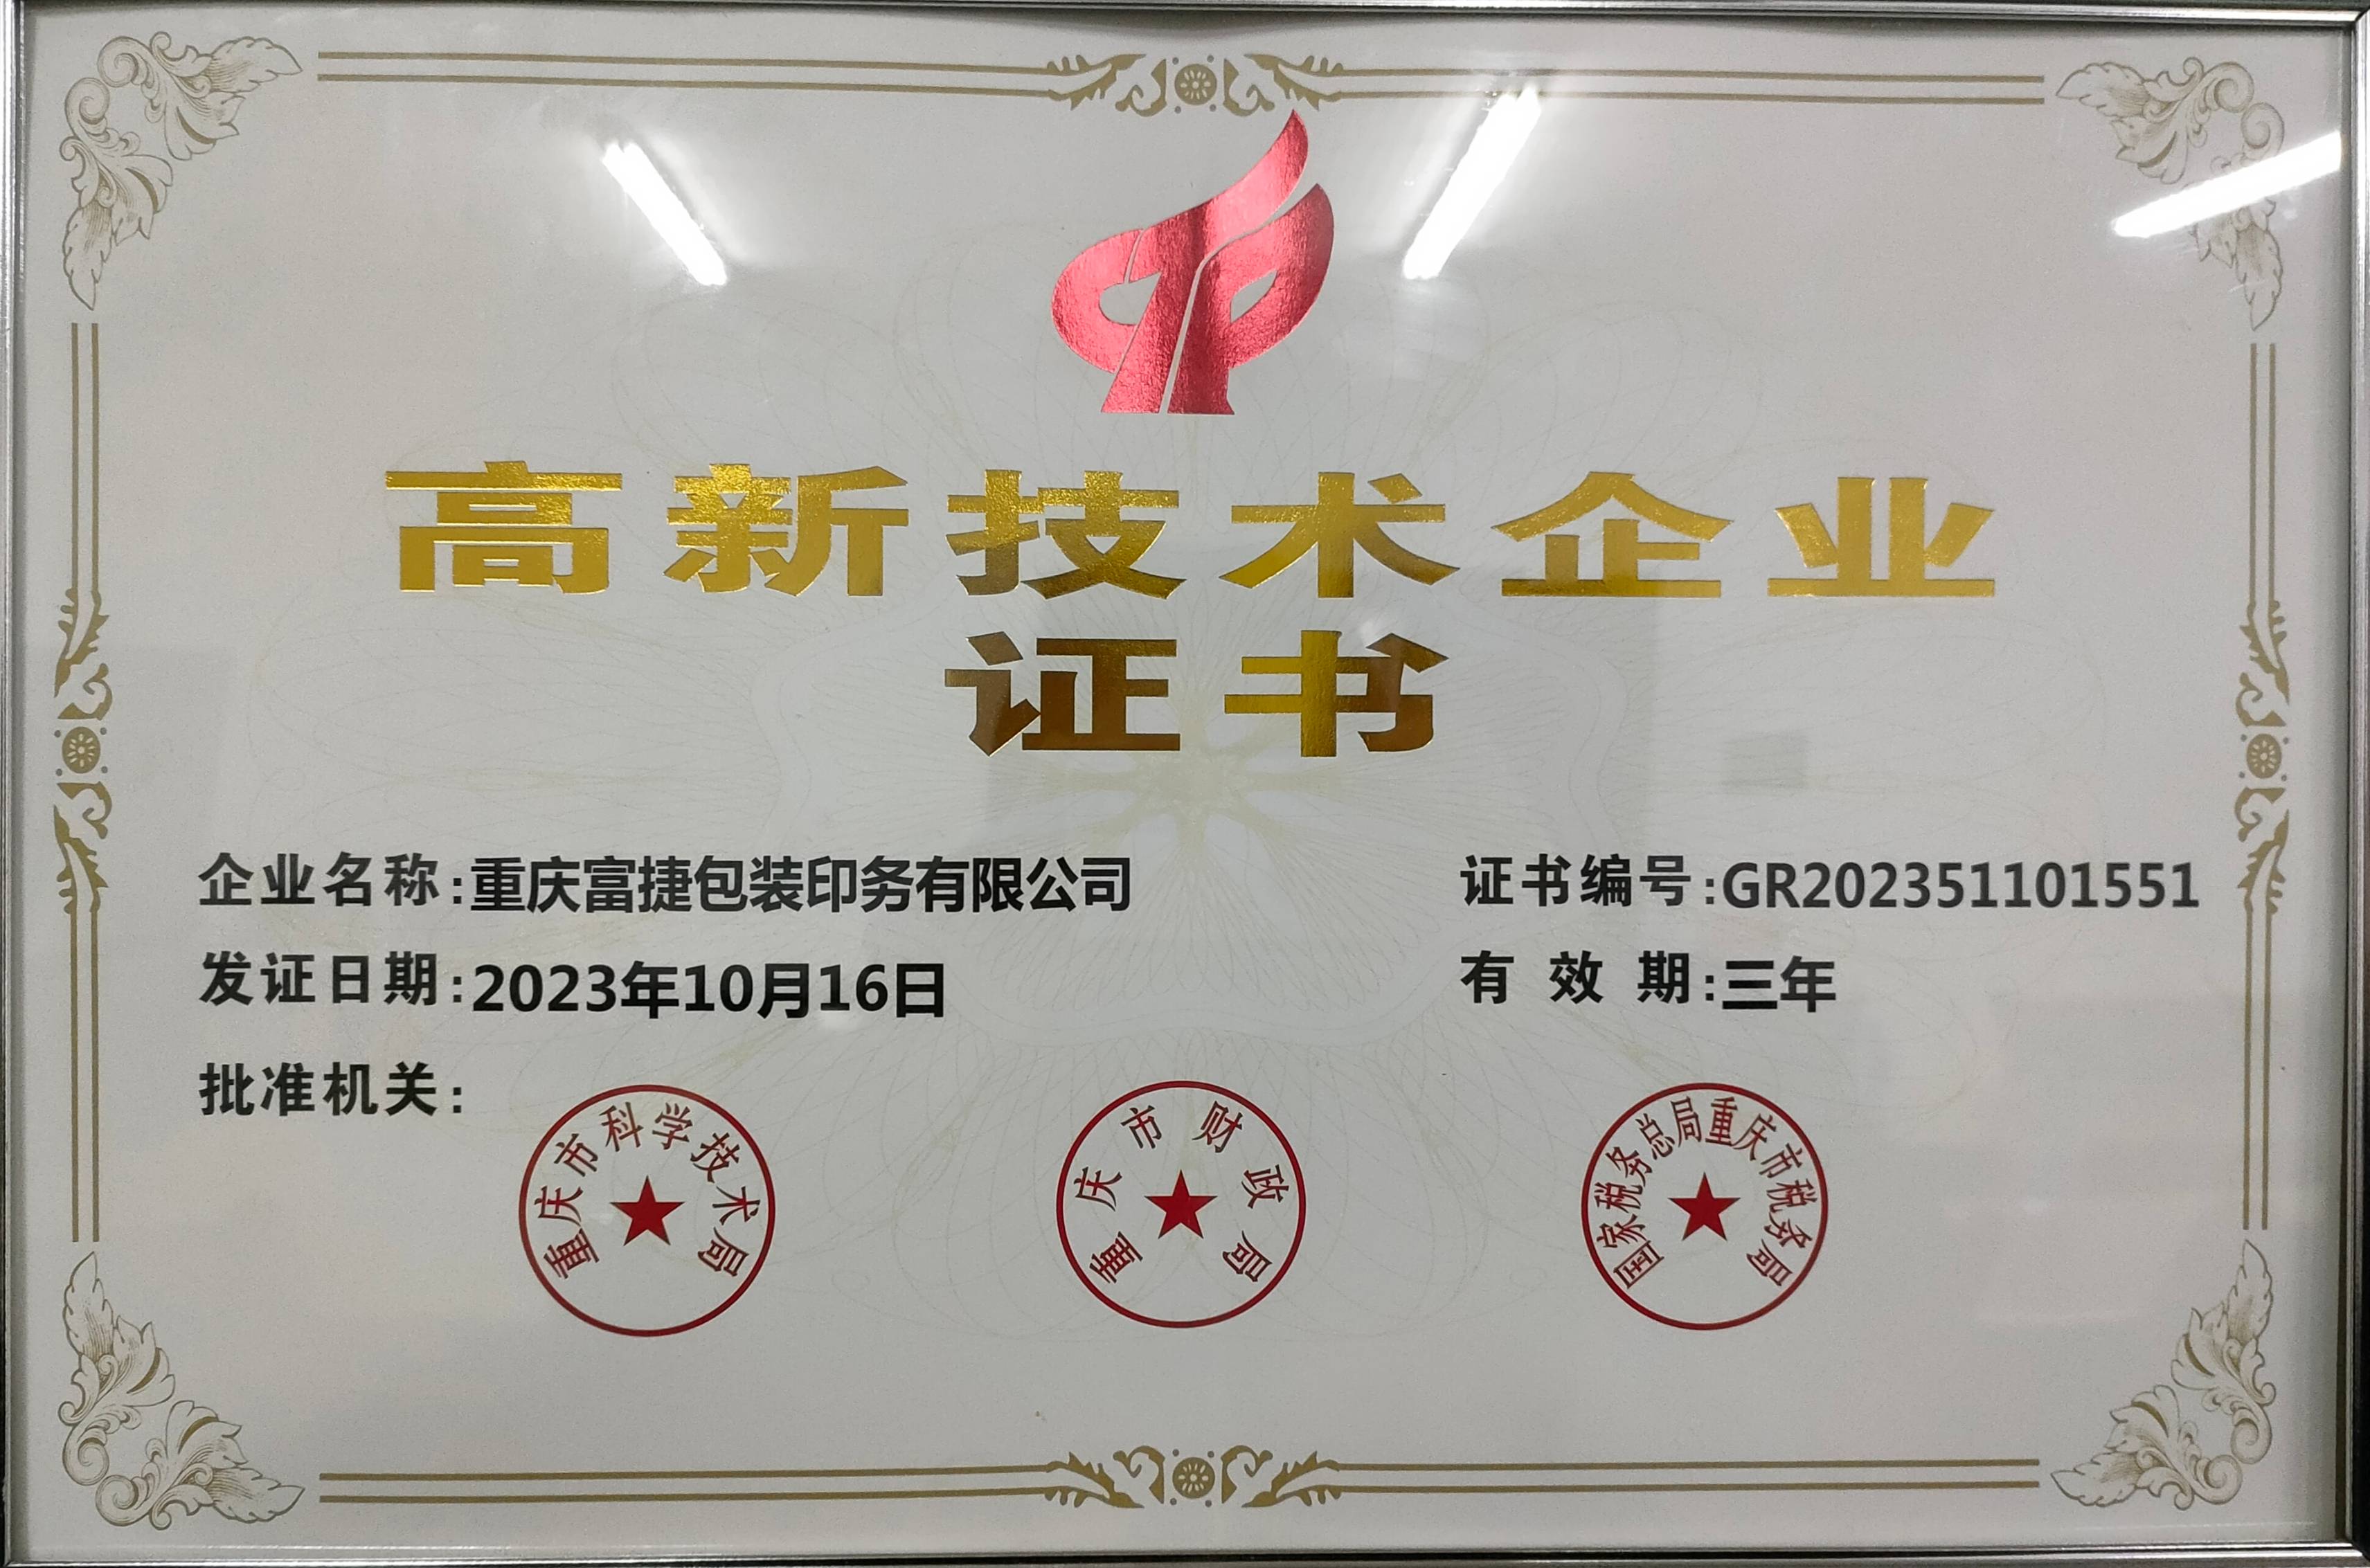 高新技术企业
证书
企业名称:重庆富捷包装印务有限公司
证书编号:GR202351101551
发证日期:2023年10月16日
有效期:三年
批准机关:
重庆市科学技术局
重庆市财政局
国家税务总局重庆市税务局